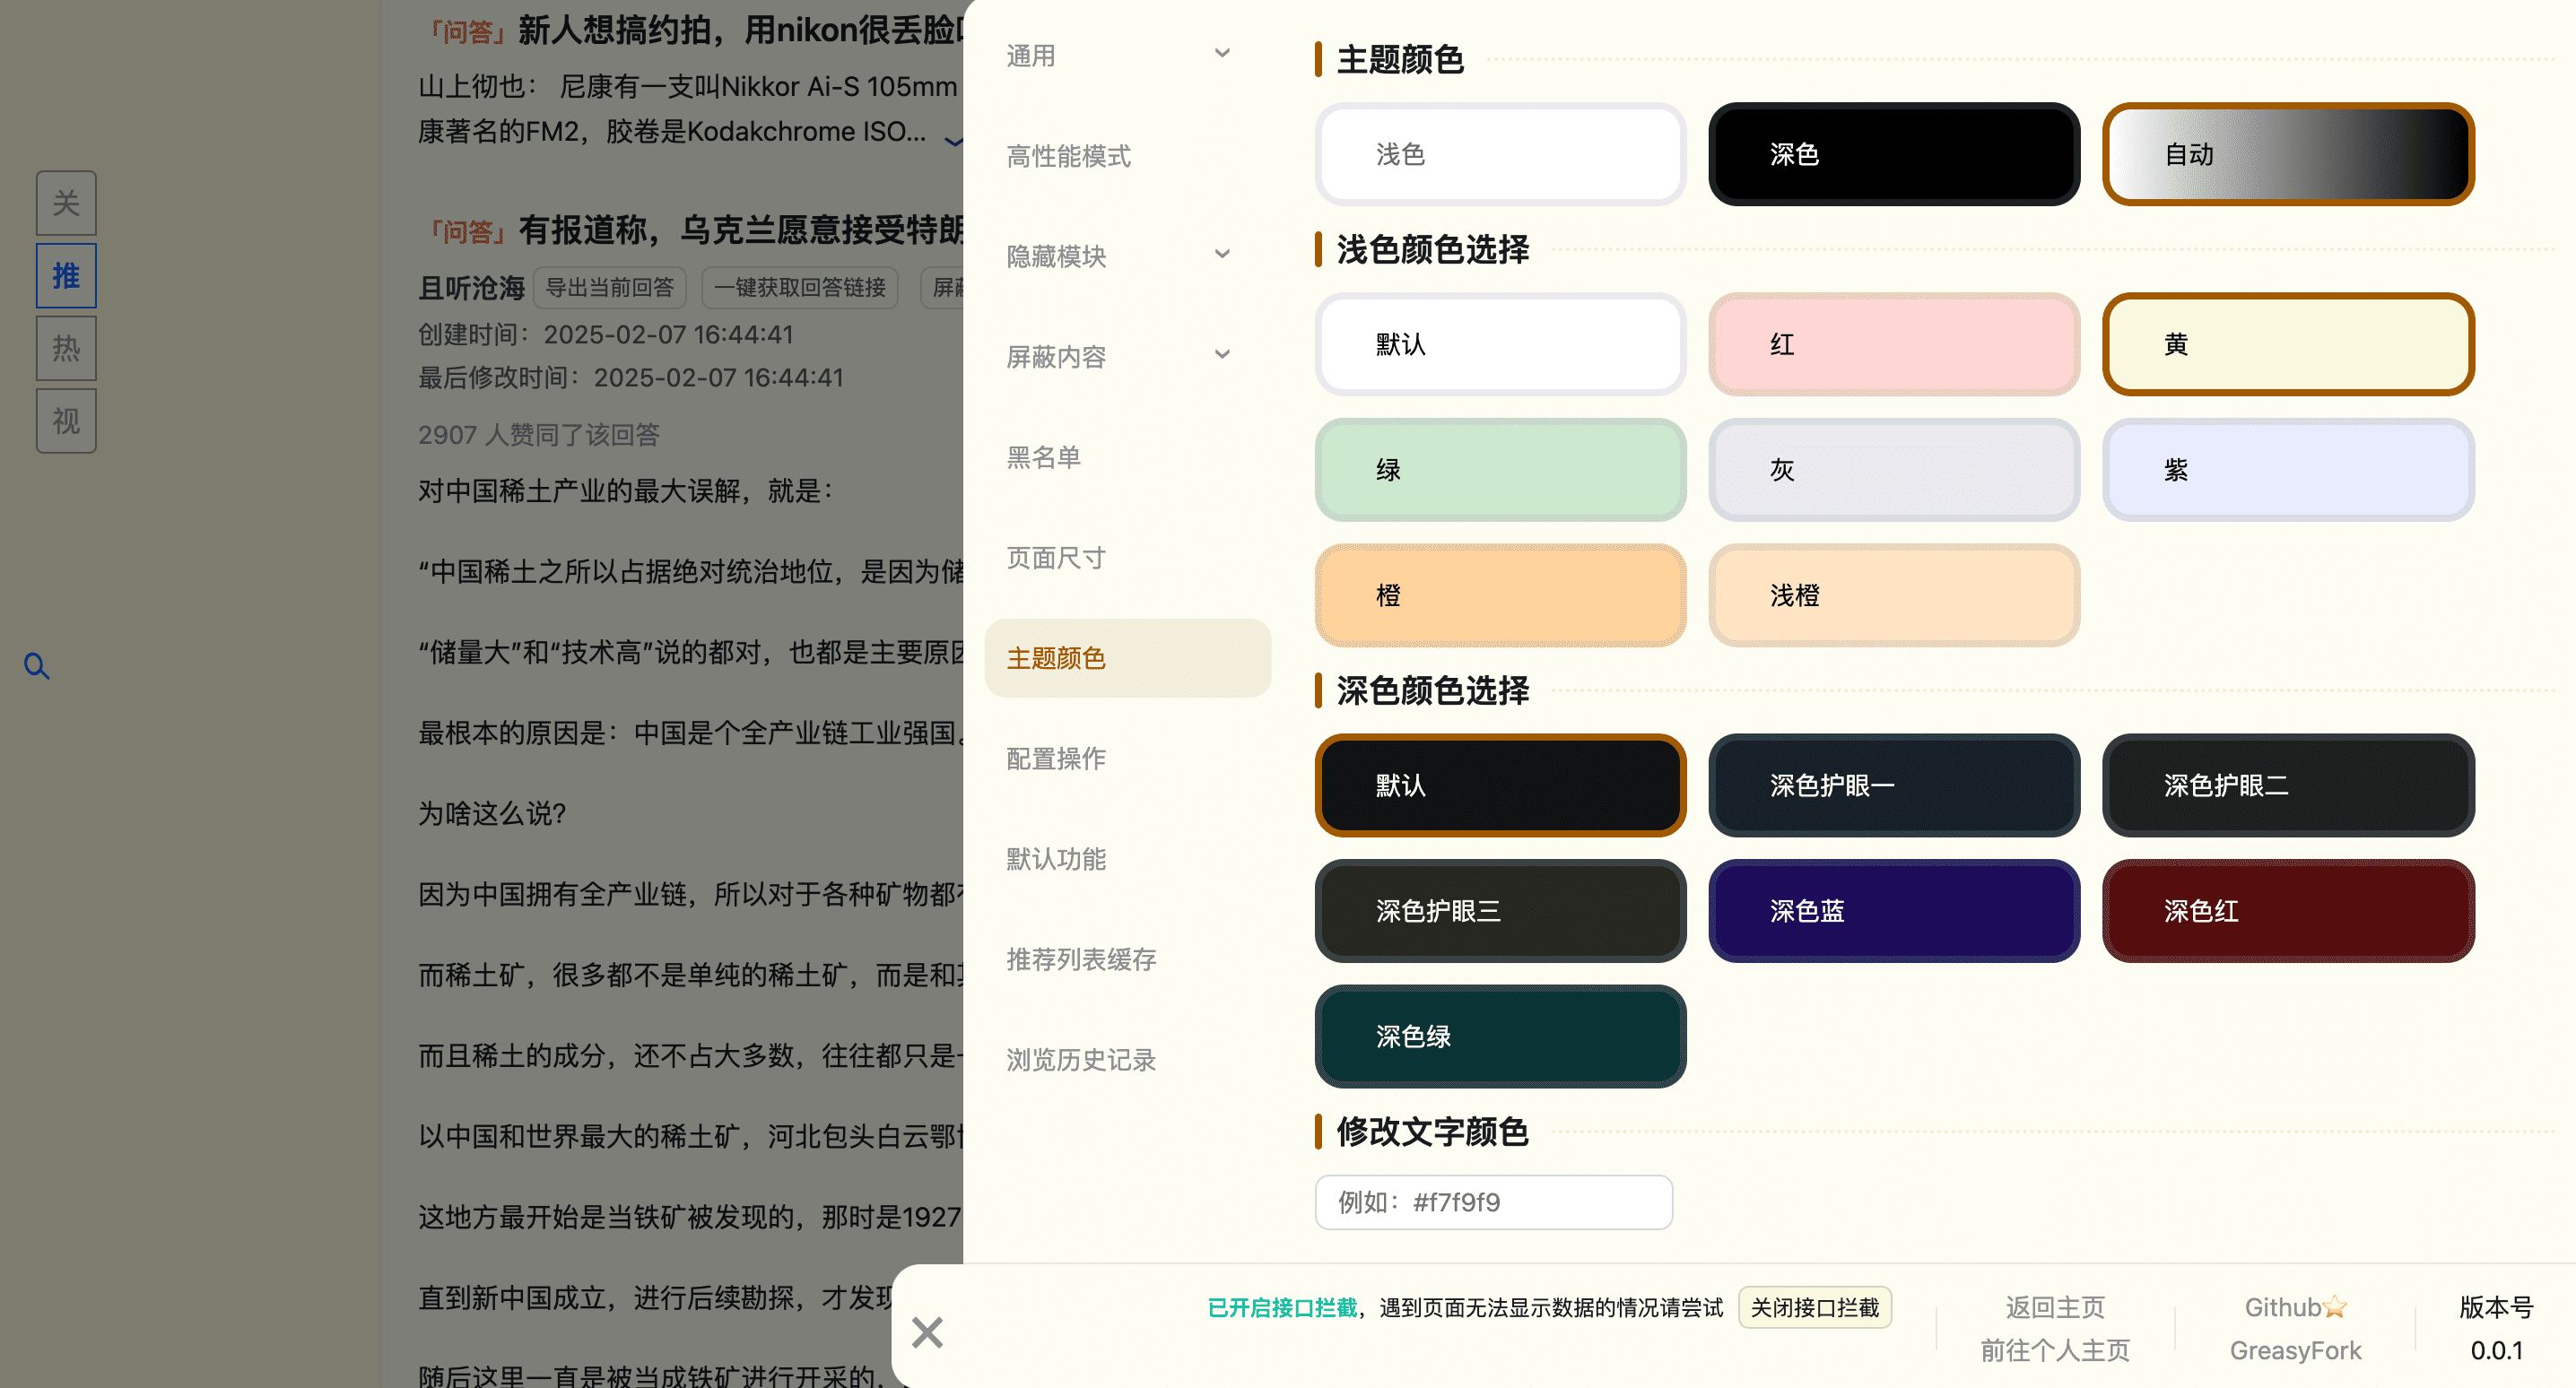 「问答」新人想搞约拍，用nikon很丢脸
山上彻也： 尼康有一支叫Nikkor Ai-S 105mm
康著名的FM2，胶卷是Kodakchrome ISO...
「问答」有报道称，乌克兰愿意接受特朗
且听沧海 导出当前回答 一键获取回答链接 屏
创建时间：2025-02-07 16:44:41
最后修改时间：2025-02-07 16:44:41
2907 人赞同了该回答
对中国稀土产业的最大误解，就是：
“中国稀土之所以占据绝对统治地位，是因为储
“储量大”和“技术高”说的都对，也都是主要原因
最根本的原因是：中国是个全产业链工业强国。
为啥这么说？
因为中国拥有全产业链，所以对于各种矿物都有
而稀土矿，很多都不是单纯的稀土矿，而是和
而且稀土的成分，还不占大多数，往往都只是
以中国和世界最大的稀土矿，河北包头白云鄂博
这地方最开始是当铁矿被发现的，那时是1927
直到新中国成立，进行后续勘探，才发现
随后这里一直是被当成铁矿进行开采的，
关
推
热
视
通用
高性能模式
隐藏模块
屏蔽内容
黑名单
页面尺寸
主题颜色
配置操作
默认功能
推荐列表缓存
浏览历史记录
主题颜色
浅色 深色 自动
浅色颜色选择
默认 红 黄
绿 灰 紫
橙 浅橙
深色颜色选择
默认 深色护眼一 深色护眼二
深色护眼三 深色蓝 深色红
深色绿
修改文字颜色
例如：#f7f9f9
已开启接口拦截，遇到页面无法显示数据的情况请尝试 关闭接口拦截
返回主页
前往个人主页
Github⭐
GreasyFork
版本号
0.0.1